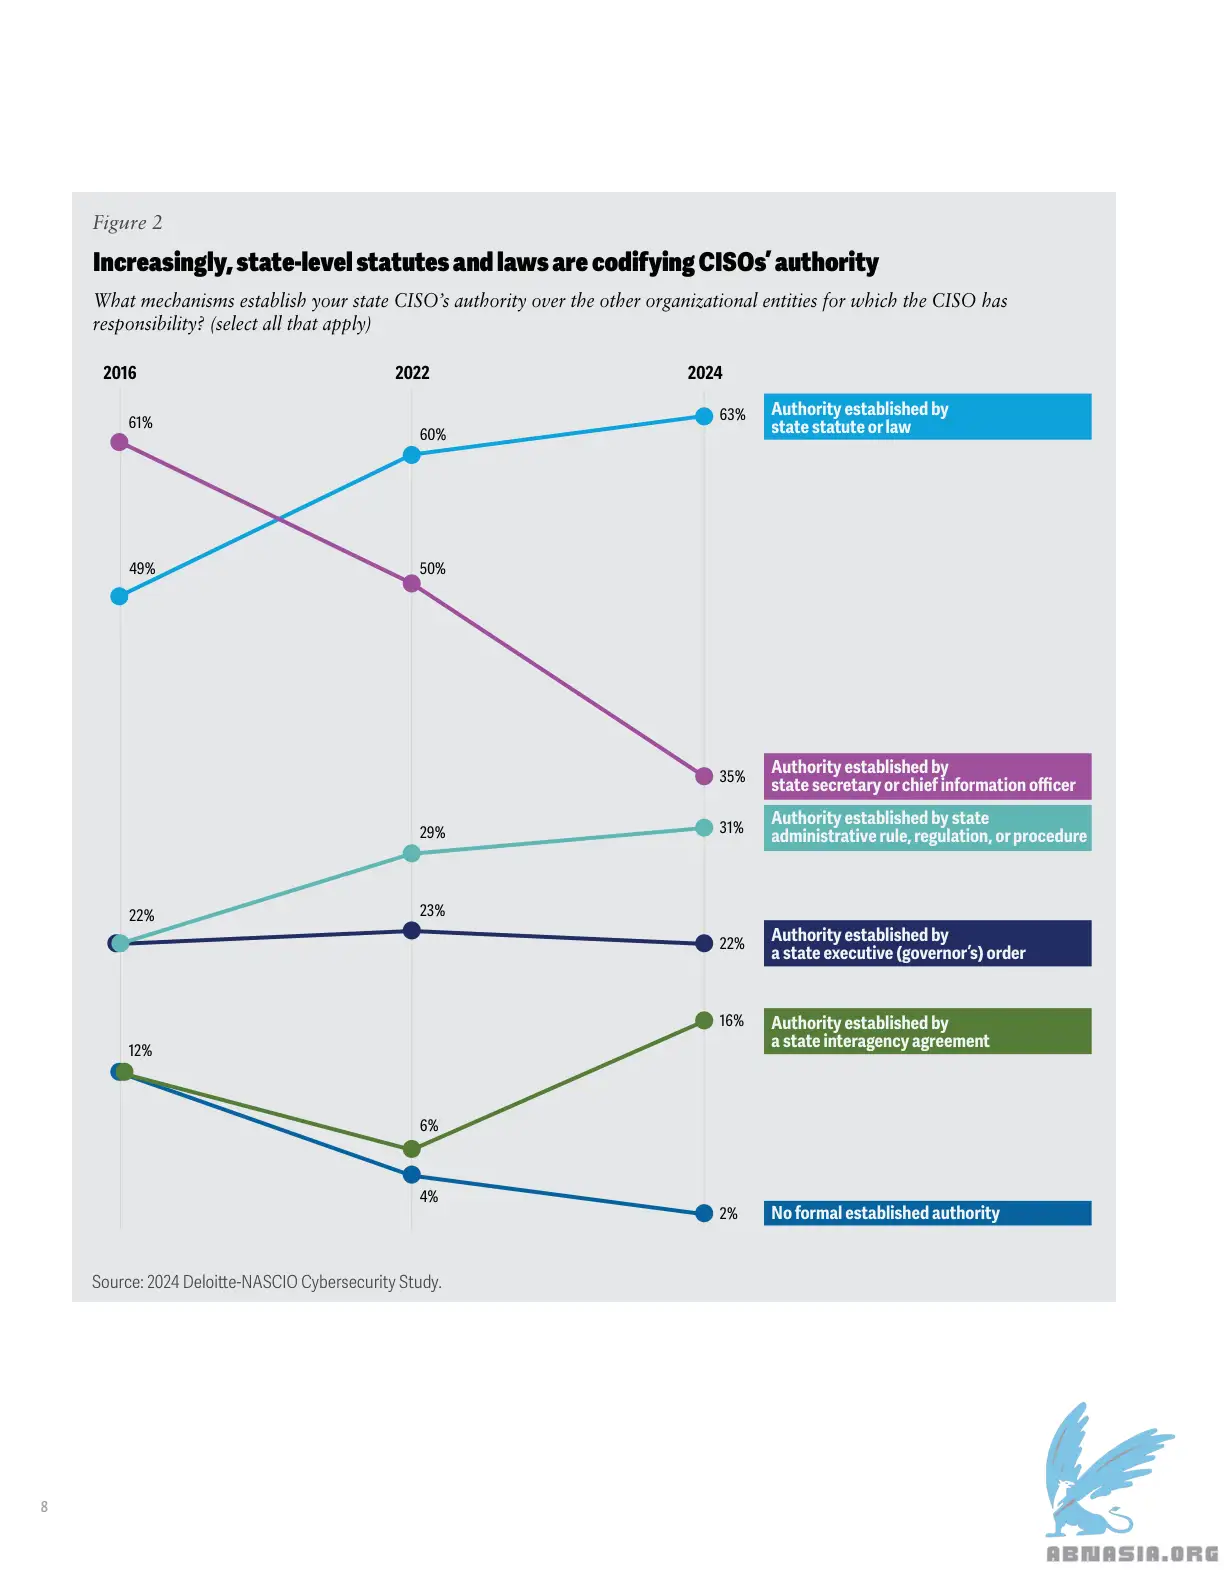 Figure 2
Increasingly, state-level statutes and laws are codifying CISOs’ authority
What mechanisms establish your state CISO’s authority over the other organizational entities for which the CISO has
responsibility? (select all that apply)
2016
2022
2024
61%
60%
63%
Authority established by
state statute or law
49%
50%
35%
Authority established by
state secretary or chief information officer
29%
31%
Authority established by state
administrative rule, regulation, or procedure
22%
23%
22%
Authority established by
a state executive (governor’s) order
12%
16%
Authority established by
a state interagency agreement
6%
4%
2%
No formal established authority
Source: 2024 Deloitte-NASCIO Cybersecurity Study.
8
ABNASIA.ORG